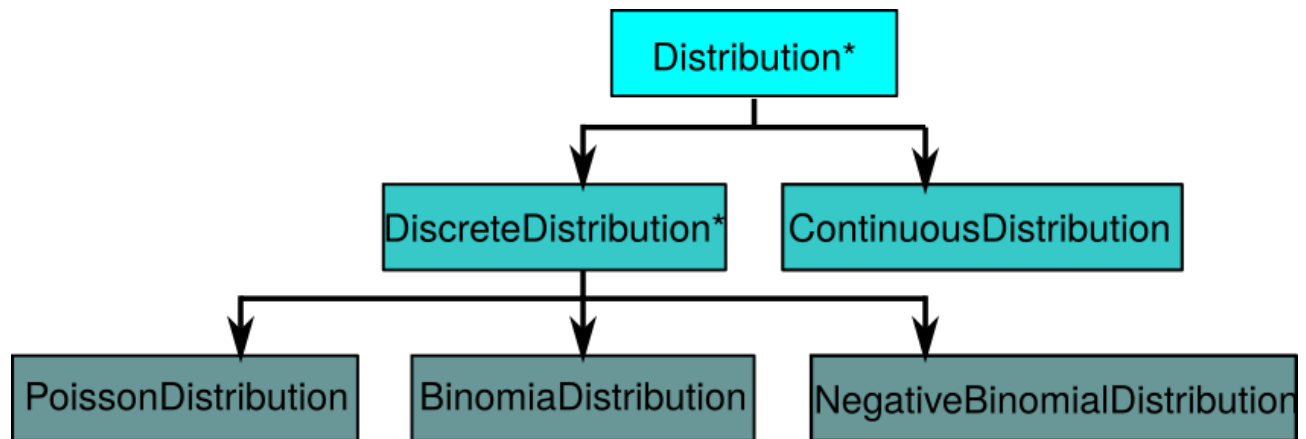 Distribution*
DiscreteDistribution*
ContinuousDistribution
PoissonDistribution
BinomiaDistribution
NegativeBinomialDistribution